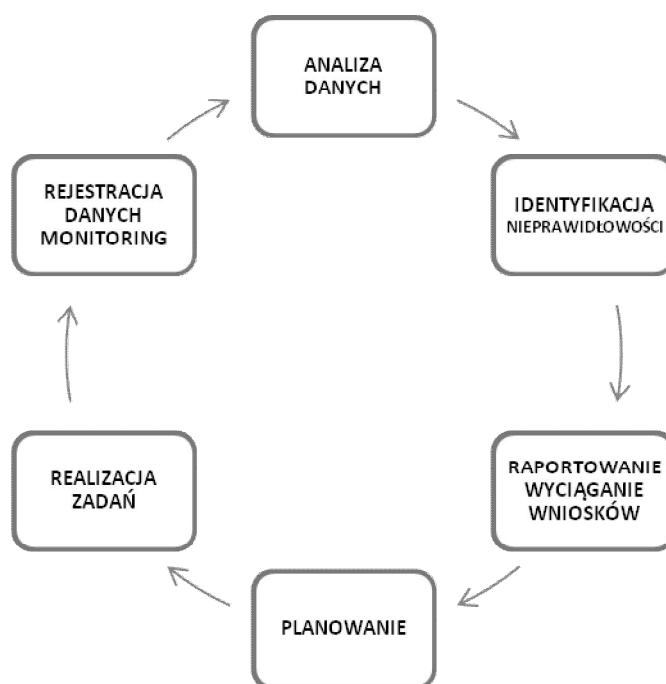 ANALIZA
DANYCH
IDENTYFIKACJA
NIEPRAWIDŁOWOŚCI
RAPORTOWANIE
WYCIĄGANIE
WNIOSKÓW
PLANOWANIE
REALIZACJA
ZADAŃ
REJESTRACJA
DANYCH
MONITORING